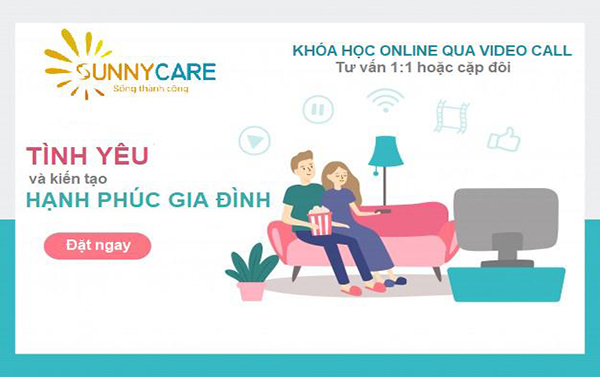 SUNNYCARE
Sống thành công
KHÓA HỌC ONLINE QUA VIDEO CALL
Tư vấn 1:1 hoặc cặp đôi
TÌNH YÊU
và kiến tạo
HẠNH PHÚC GIA ĐÌNH
Đặt ngay